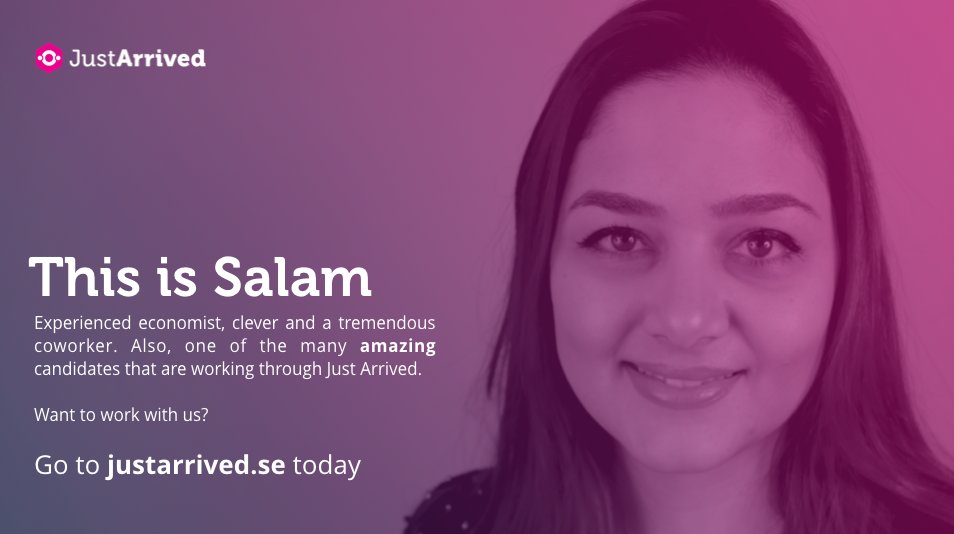 JustArrived
This is Salam
Experienced economist, clever and a tremendous
coworker. Also, one of the many amazing
candidates that are working through Just Arrived.
Want to work with us?
Go to justarrived.se today